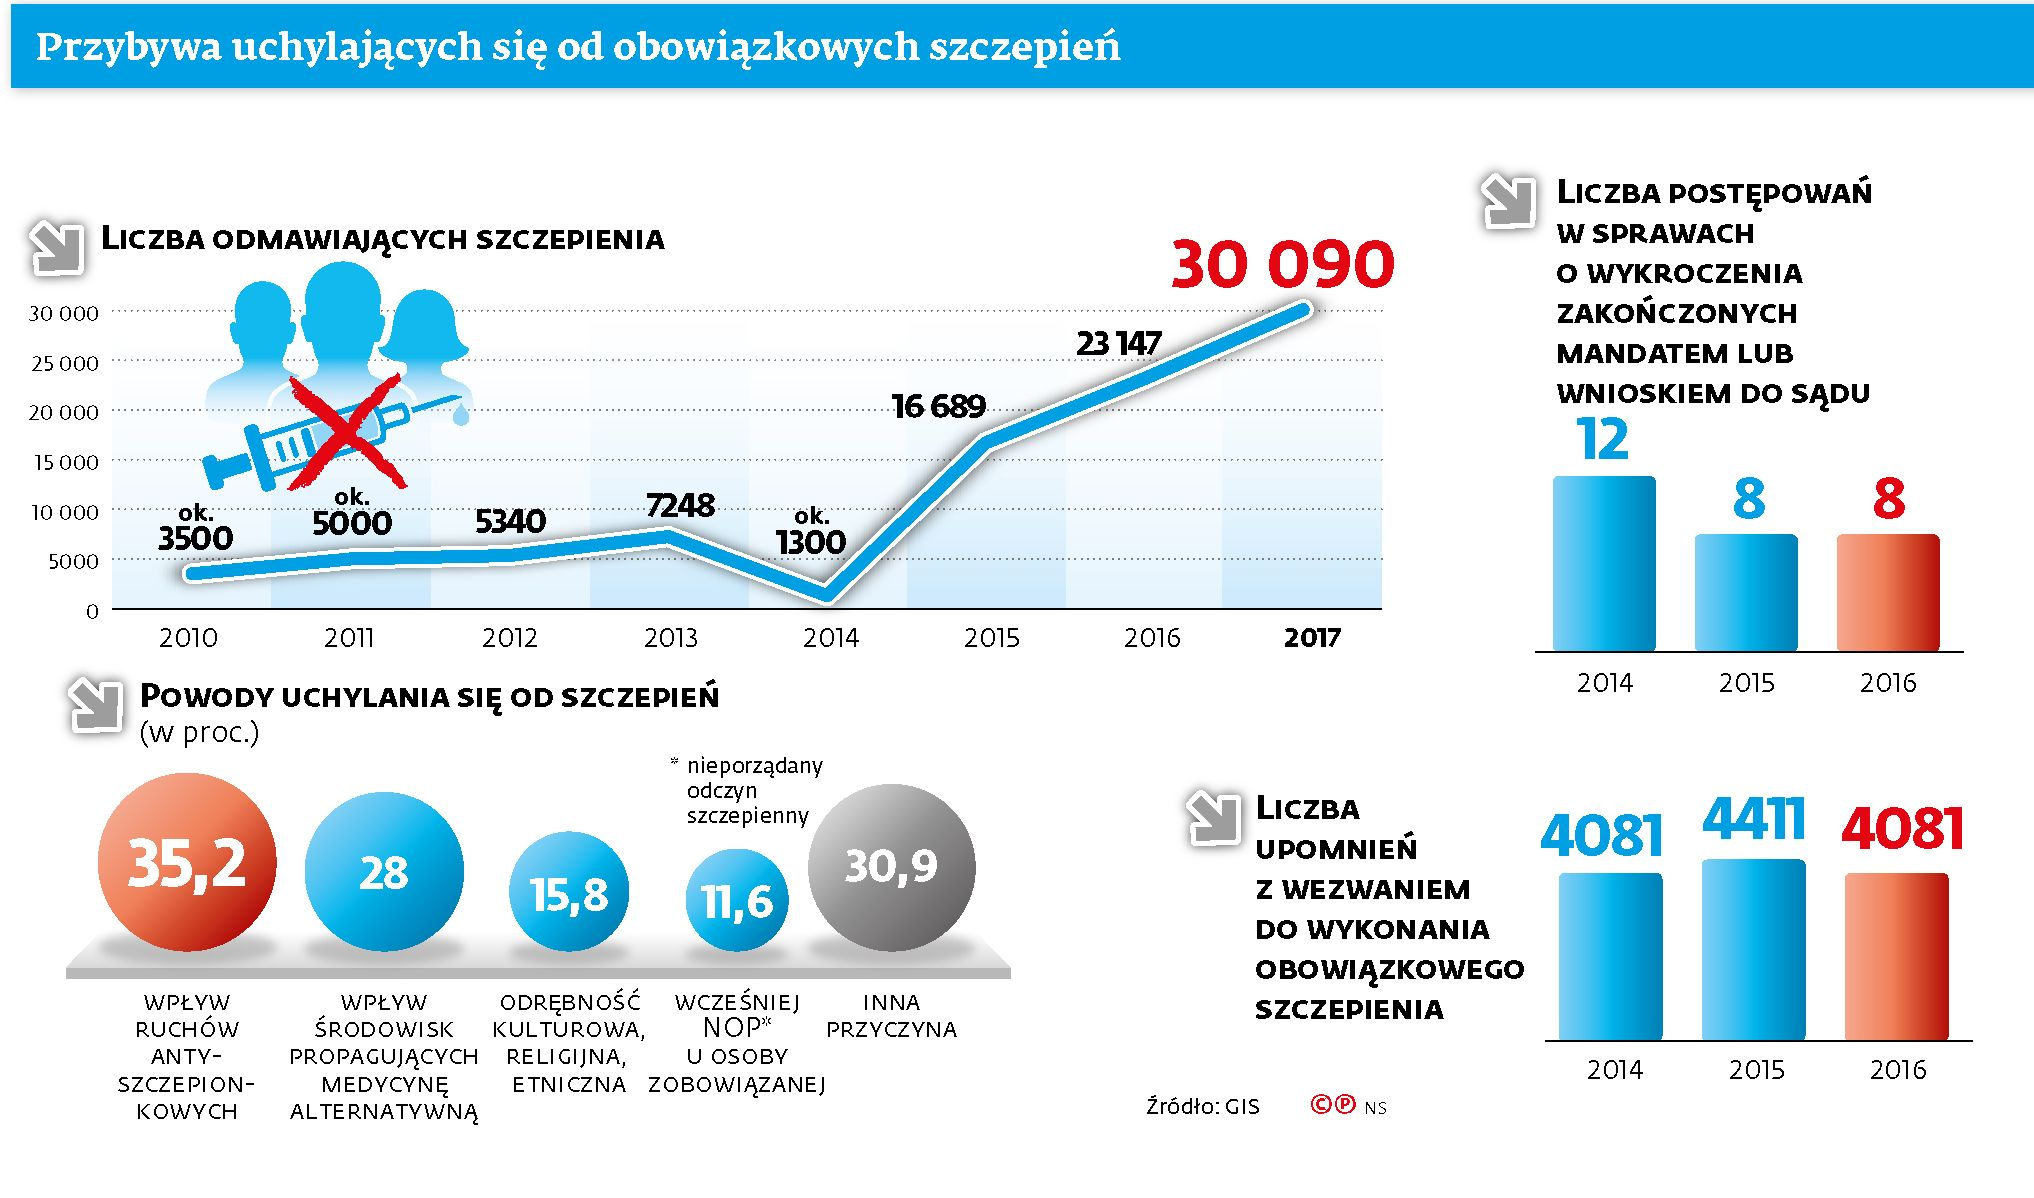 Przybywa uchylających się od obowiązkowych szczepień
LICZBA ODMAWIAJĄCYCH SZCZEPIENIA
30 000
25 000
20 000
15 000
10 000
5000
0
ok.
3500
ok.
5000
5340
7248
ok.
1300
16 689
23 147
30 090
2010
2011
2012
2013
2014
2015
2016
2017
POWODY UCHYLANIA SIĘ OD SZCZEPIEŃ
(w proc.)
* nieporządany
odczyn
szczepienny
35,2
28
15,8
11,6
30,9
WPŁYW
RUCHÓW
ANTY-
SZCZEPION-
KOWYCH
WPŁYW
ŚRODOWISK
PROPAGUJĄCYCH
MEDYCYNĘ
ALTERNATYWNĄ
ODRĘBNOŚĆ
KULTUROWA,
RELIGIJNA,
ETNICZNA
WCZEŚNIEJ
NOP*
U OSOBY
ZOBOWIĄZANEJ
INNA
PRZYCZYNA
LICZBA POSTĘPOWAŃ
W SPRAWACH
O WYKROCZENIA
ZAKOŃCZONYCH
MANDATEM LUB
WNIOSKIEM DO SĄDU
12
8
8
2014
2015
2016
LICZBA
UPOMNIEŃ
Z WEZWANIEM
DO WYKONANIA
OBOWIĄZKOWEGO
SZCZEPIENIA
4081
4411
4081
2014
2015
2016
Źródło: GIS
©℗ NS